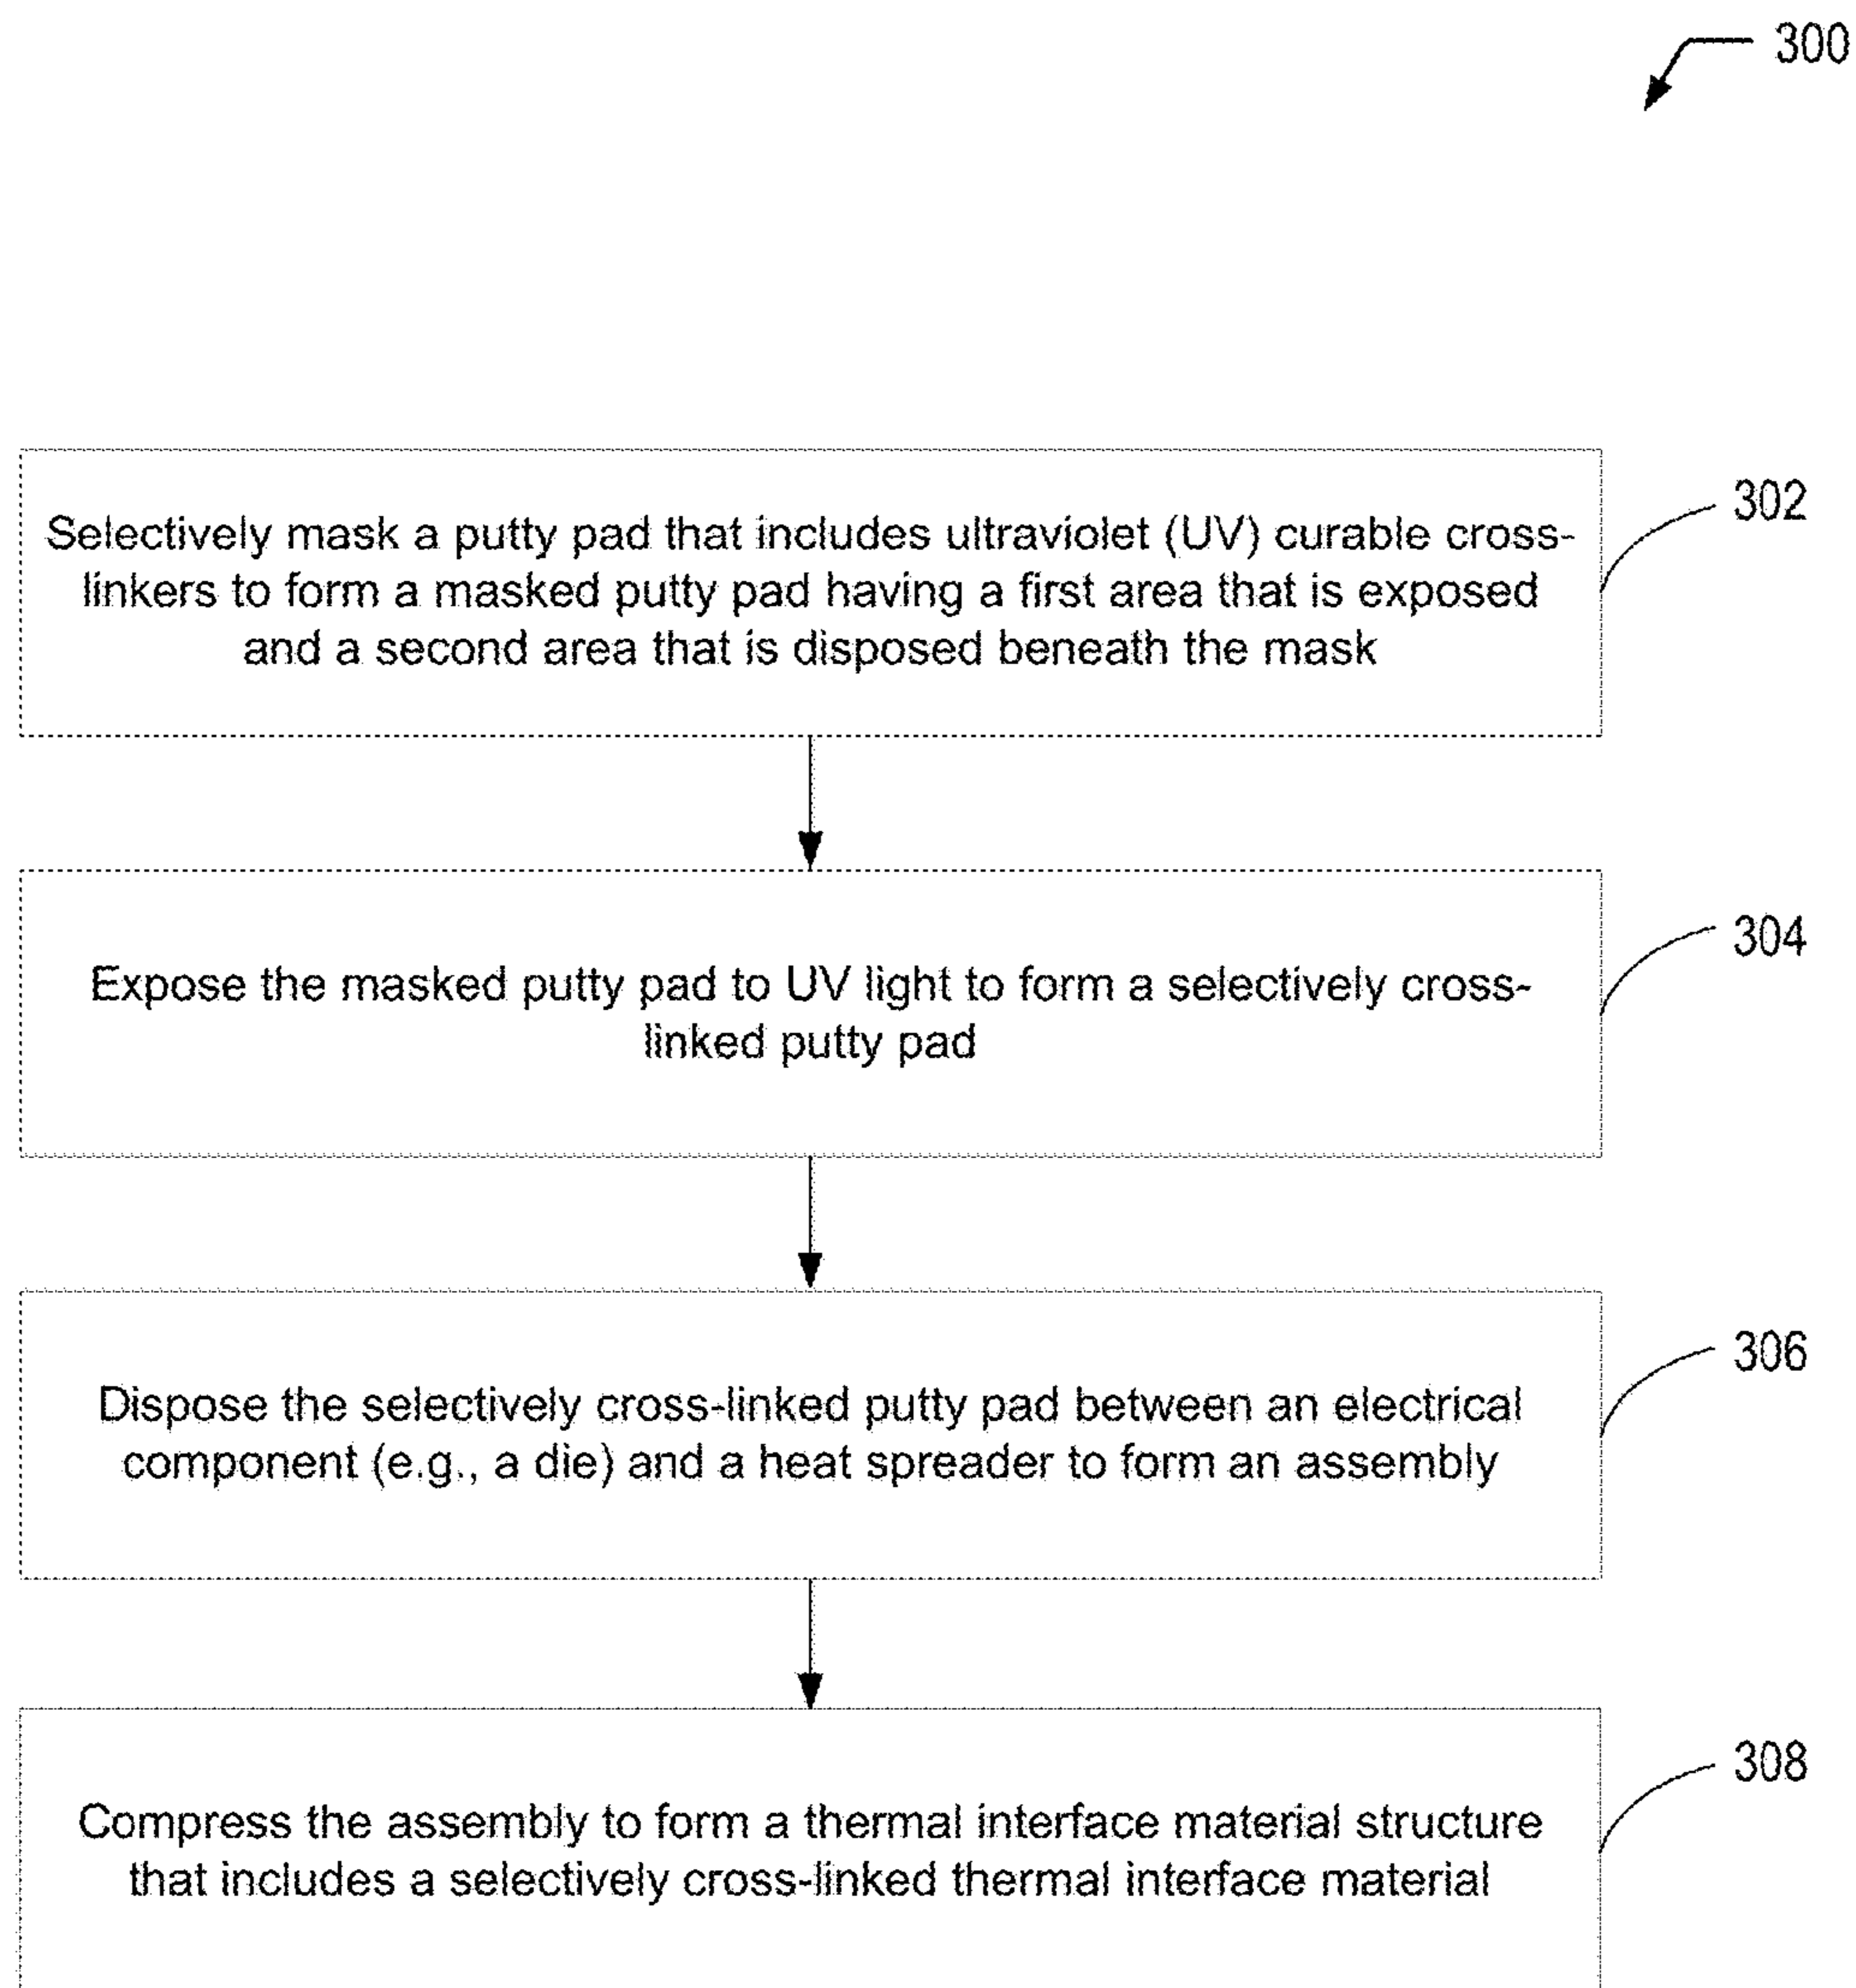 300
Selectively mask a putty pad that includes ultraviolet (UV) curable cross-
linkers to form a masked putty pad having a first area that is exposed
and a second area that is disposed beneath the mask
302
Expose the masked putty pad to UV light to form a selectively cross-
linked putty pad
304
Dispose the selectively cross-linked putty pad between an electrical
component (e.g., a die) and a heat spreader to form an assembly
306
Compress the assembly to form a thermal interface material structure
that includes a selectively cross-linked thermal interface material
308